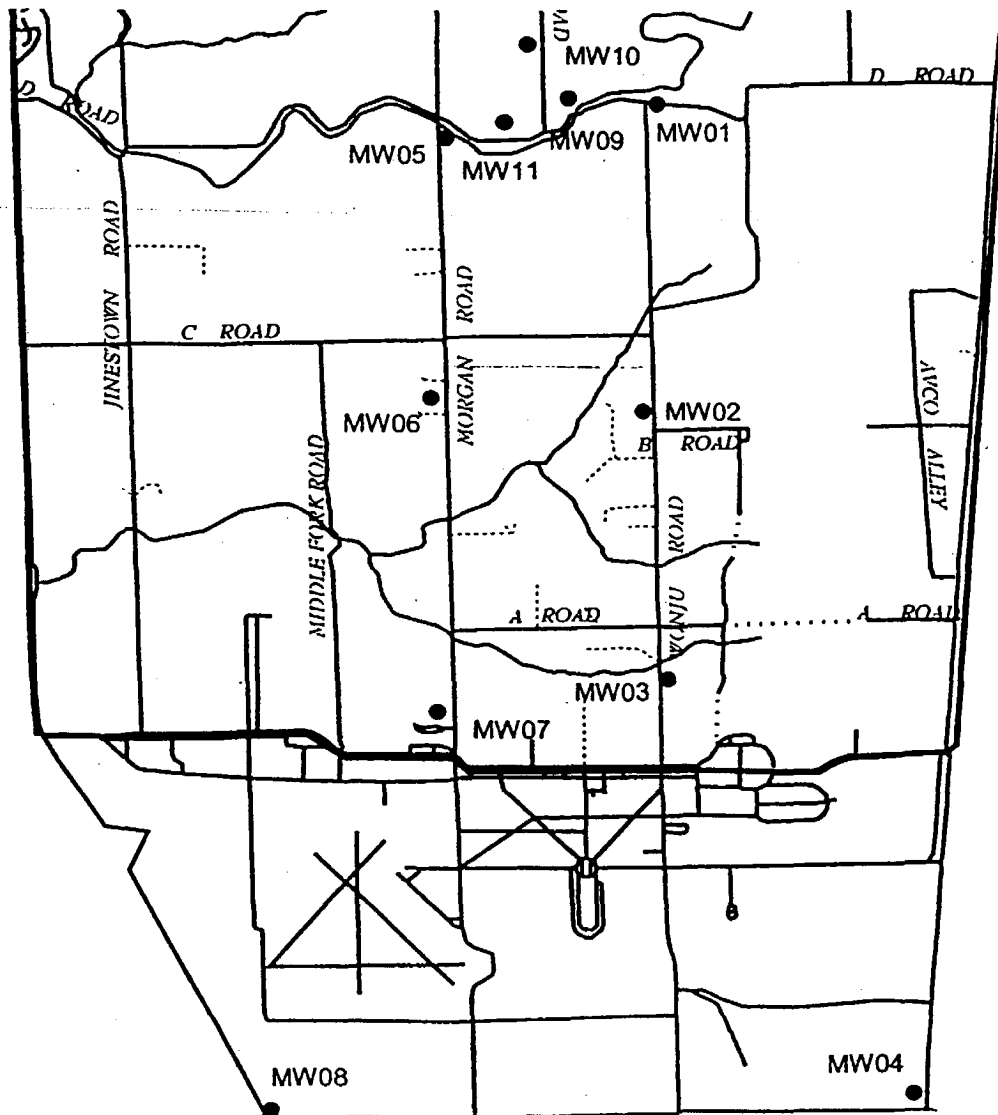 AD
MW10
D ROAD
D ROAD
MW05
MW11
MW09
MW01
JINESTOWN ROAD
C ROAD
ROAD
MORGAN
MW06
MW02
B ROAD
AVCO ALLEY
MIDDLE FORK ROAD
WONJU ROAD
A ROAD
A ROAD
MW03
MW07
MW08
MW04